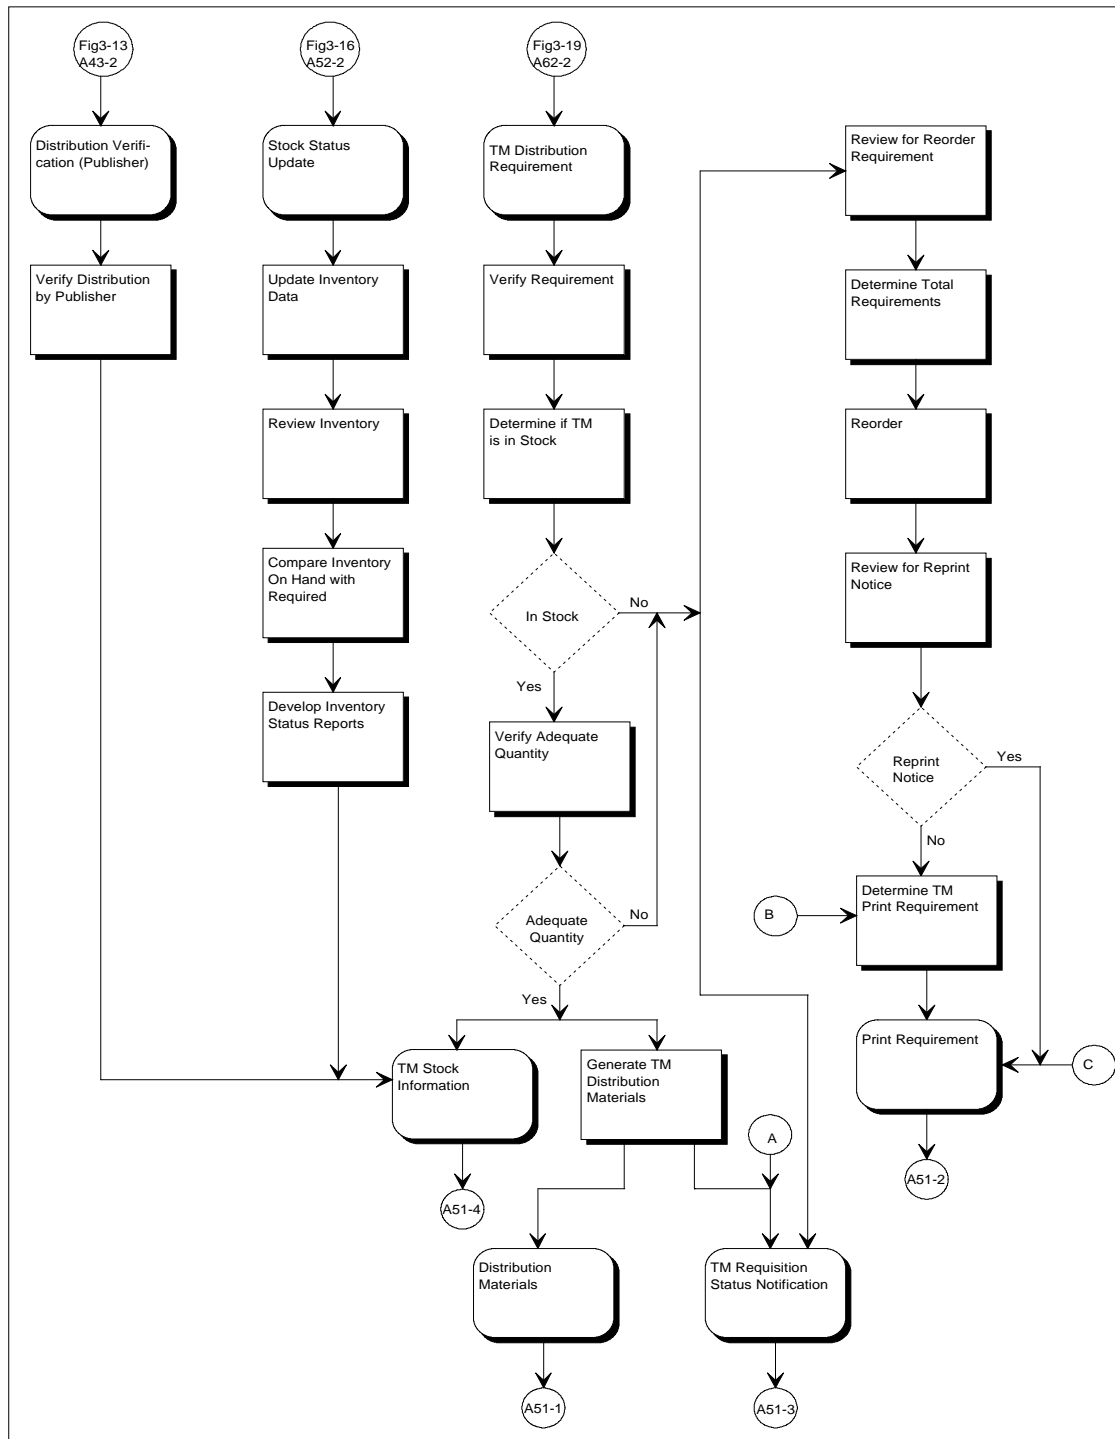 Fig3-13
A43-2
Fig3-16
A52-2
Fig3-19
A62-2
Distribution Verifi-
cation (Publisher)
Stock Status
Update
TM Distribution
Requirement
Review for Reorder
Requirement
Verify Distribution
by Publisher
Update Inventory
Data
Verify Requirement
Determine Total
Requirements
Review Inventory
Determine if TM
is in Stock
Reorder
Compare Inventory
On Hand with
Required
In Stock
No
Yes
Review for Reprint
Notice
Develop Inventory
Status Reports
Verify Adequate
Quantity
Reprint
Notice
Yes
No
Adequate
Quantity
No
Yes
B
Determine TM
Print Requirement
Print Requirement
C
TM Stock
Information
Generate TM
Distribution
Materials
A
A51-2
A51-4
Distribution
Materials
TM Requisition
Status Notification
A51-1
A51-3